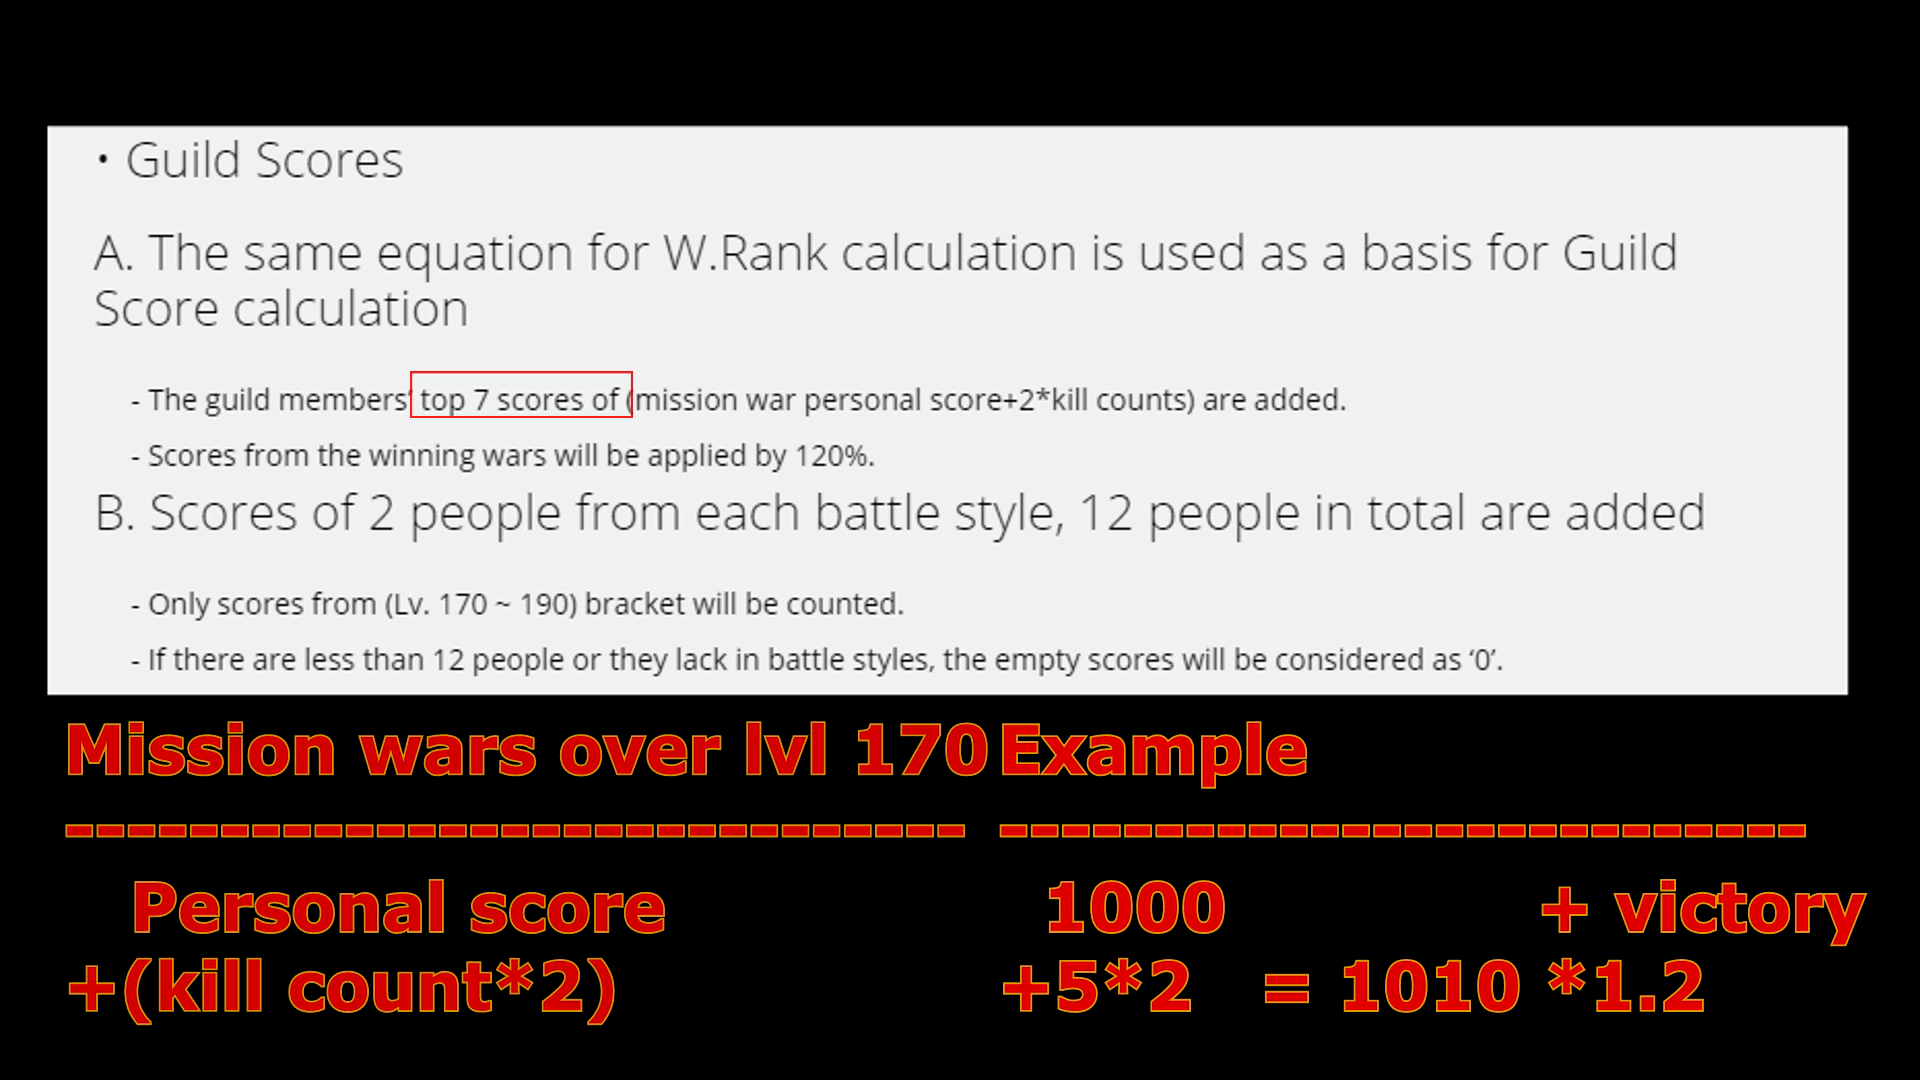 • Guild Scores
A. The same equation for W.Rank calculation is used as a basis for Guild
Score calculation
- The guild members' top 7 scores of (mission war personal score+2*kill counts) are added.
- Scores from the winning wars will be applied by 120%.
B. Scores of 2 people from each battle style, 12 people in total are added
- Only scores from (Lv. 170 ~ 190) bracket will be counted.
- If there are less than 12 people or they lack in battle styles, the empty scores will be considered as ‘0’.
Mission wars over lvl 170
-----------------------------
Personal score
+(kill count*2)
Example
--------------------------
1000 + victory
+5*2 = 1010 *1.2